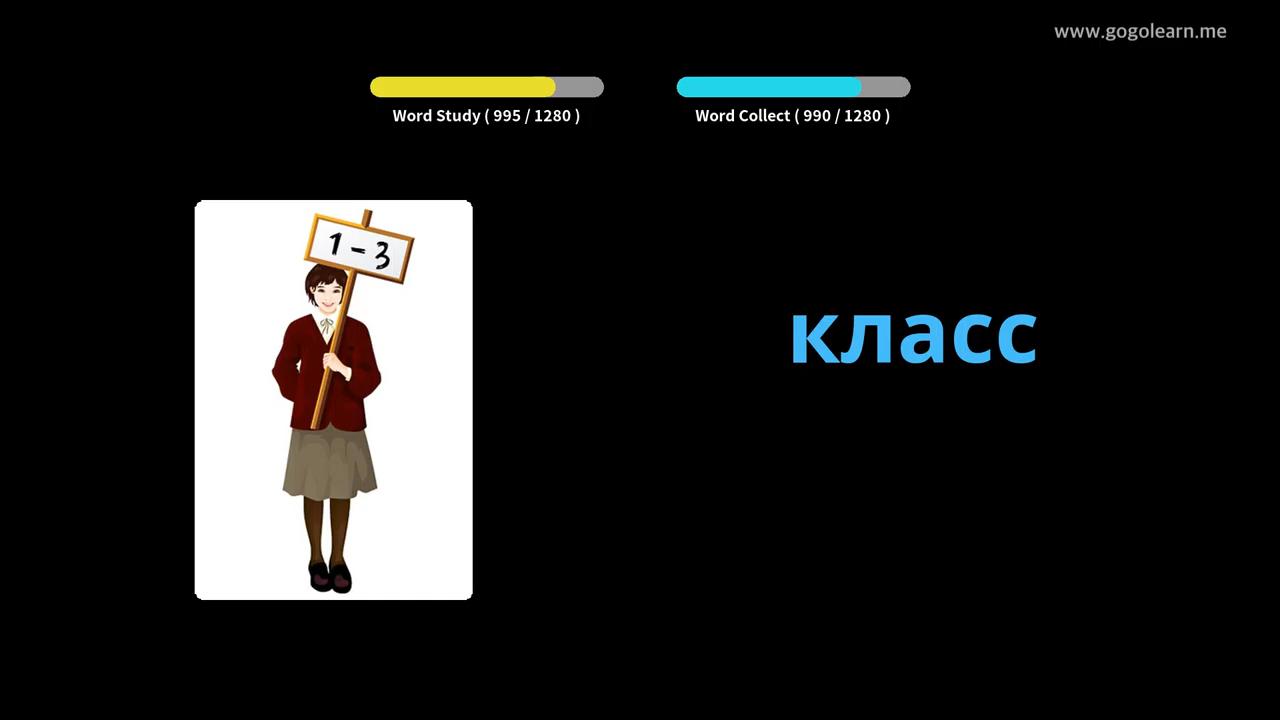 www.gogolearn.me
Word Study ( 995 / 1280 )
Word Collect ( 990 / 1280 )
1 - 3
класс